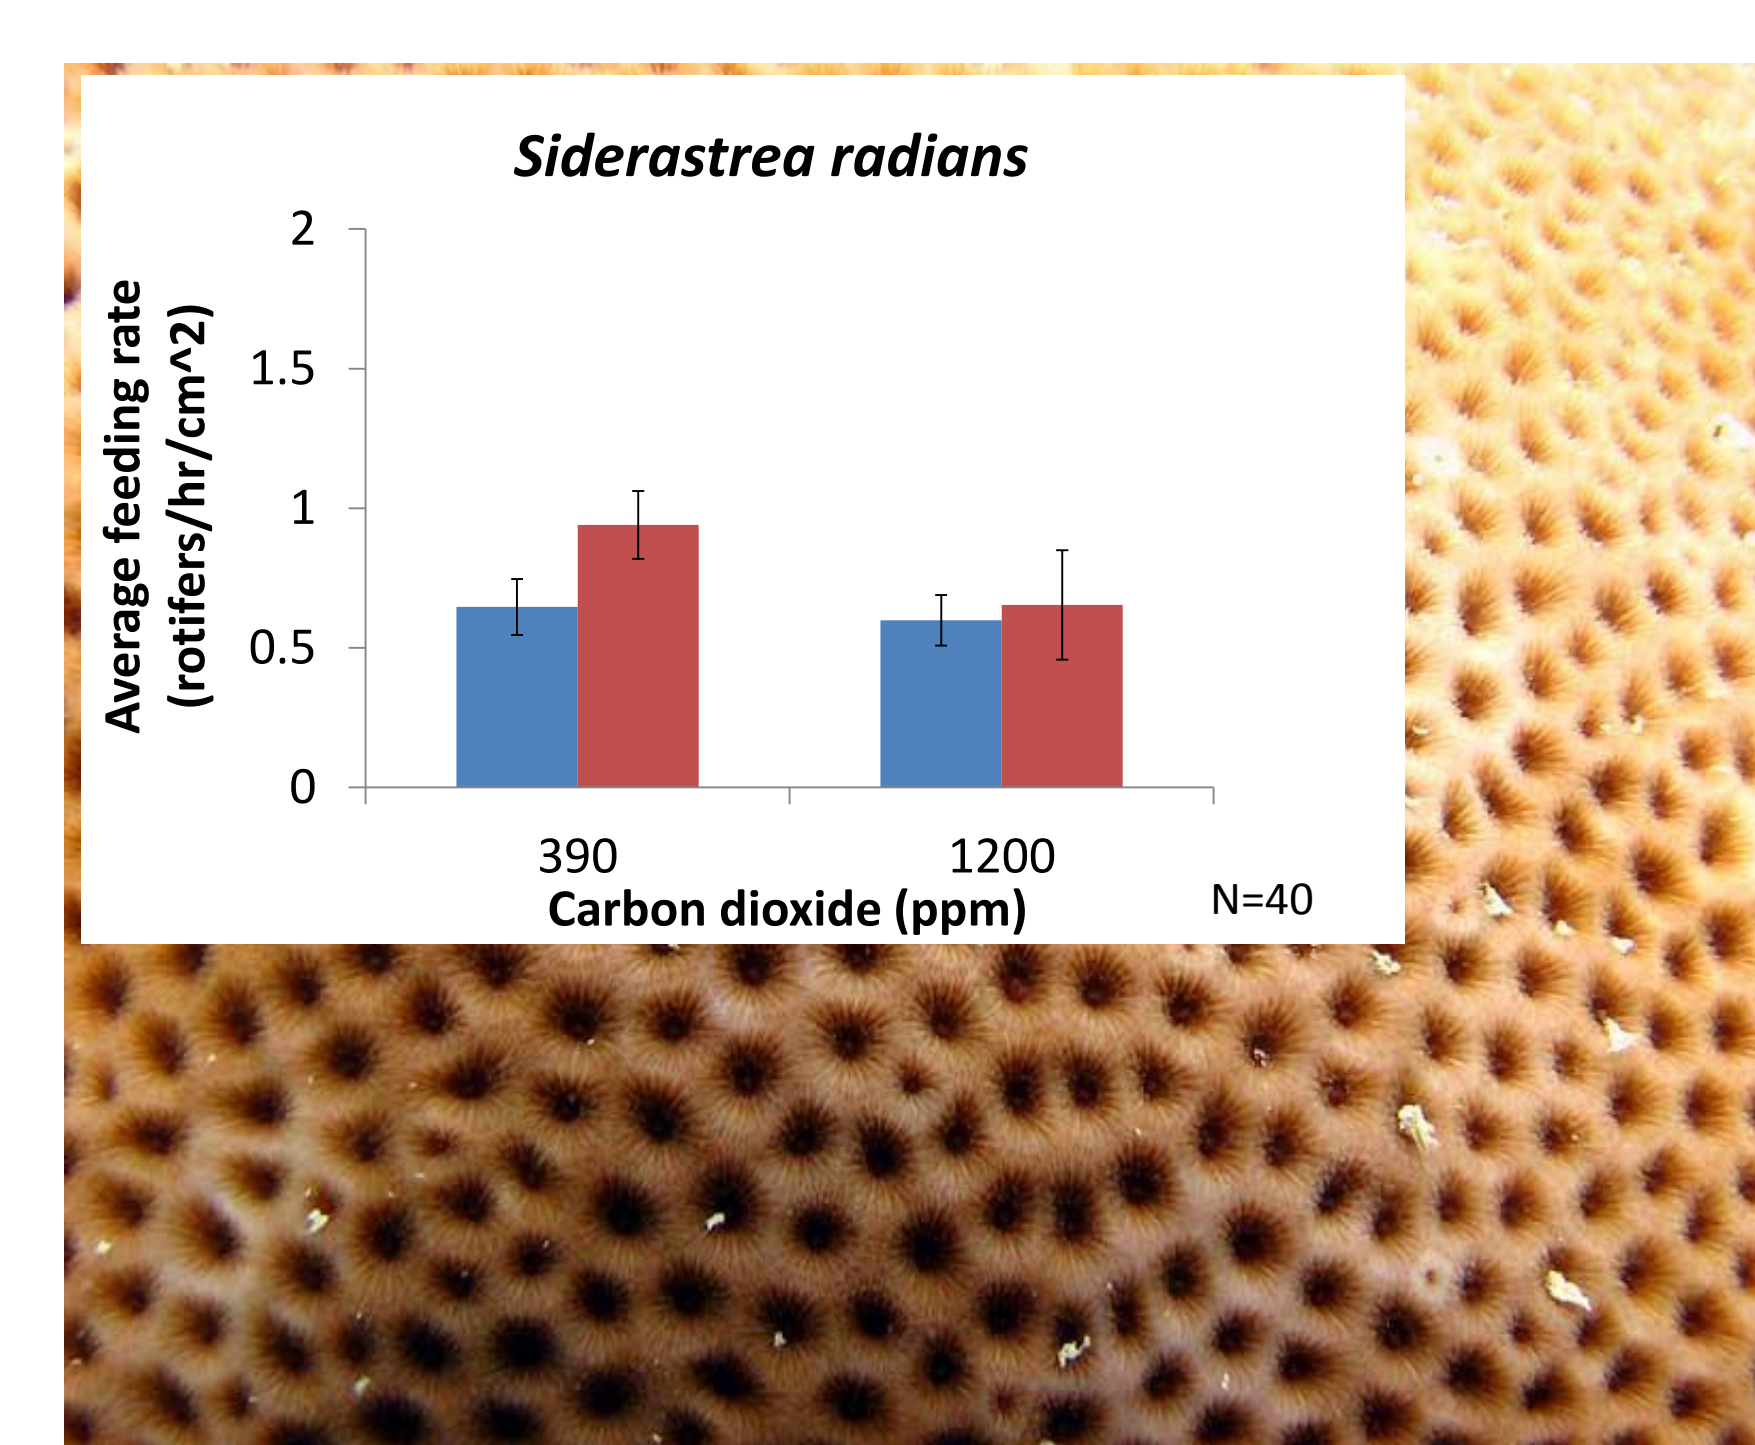 Siderastrea radians
Average feeding rate
(rotifers/hr/cm^2)
2
1.5
1
0.5
0
390
1200
Carbon dioxide (ppm)
N=40